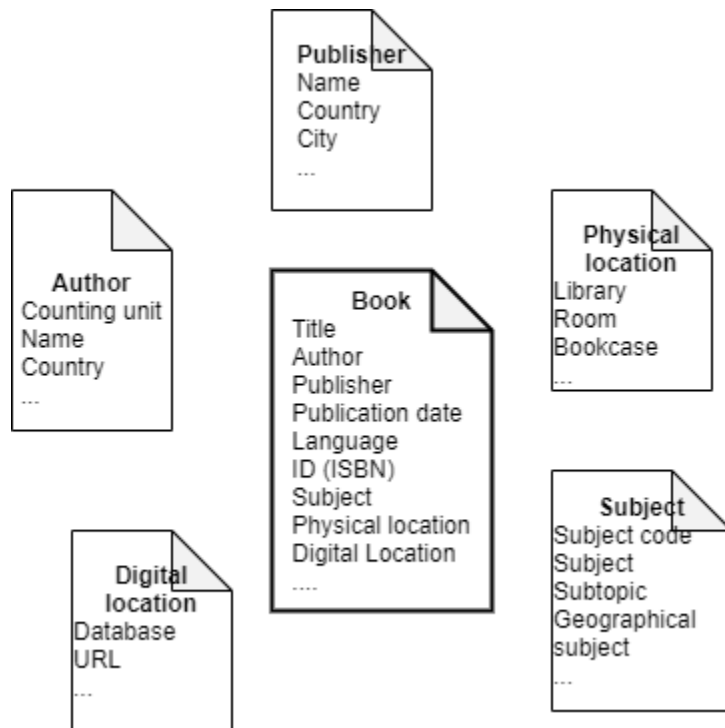 Publisher
Name
Country
City
...
Author
Counting unit
Name
Country
...
Book
Title
Author
Publisher
Publication date
Language
ID (ISBN)
Subject
Physical location
Digital Location
....
Physical
location
Library
Room
Bookcase
...
Digital
location
Database
URL
...
Subject
Subject code
Subject
Subtopic
Geographical
subject
...